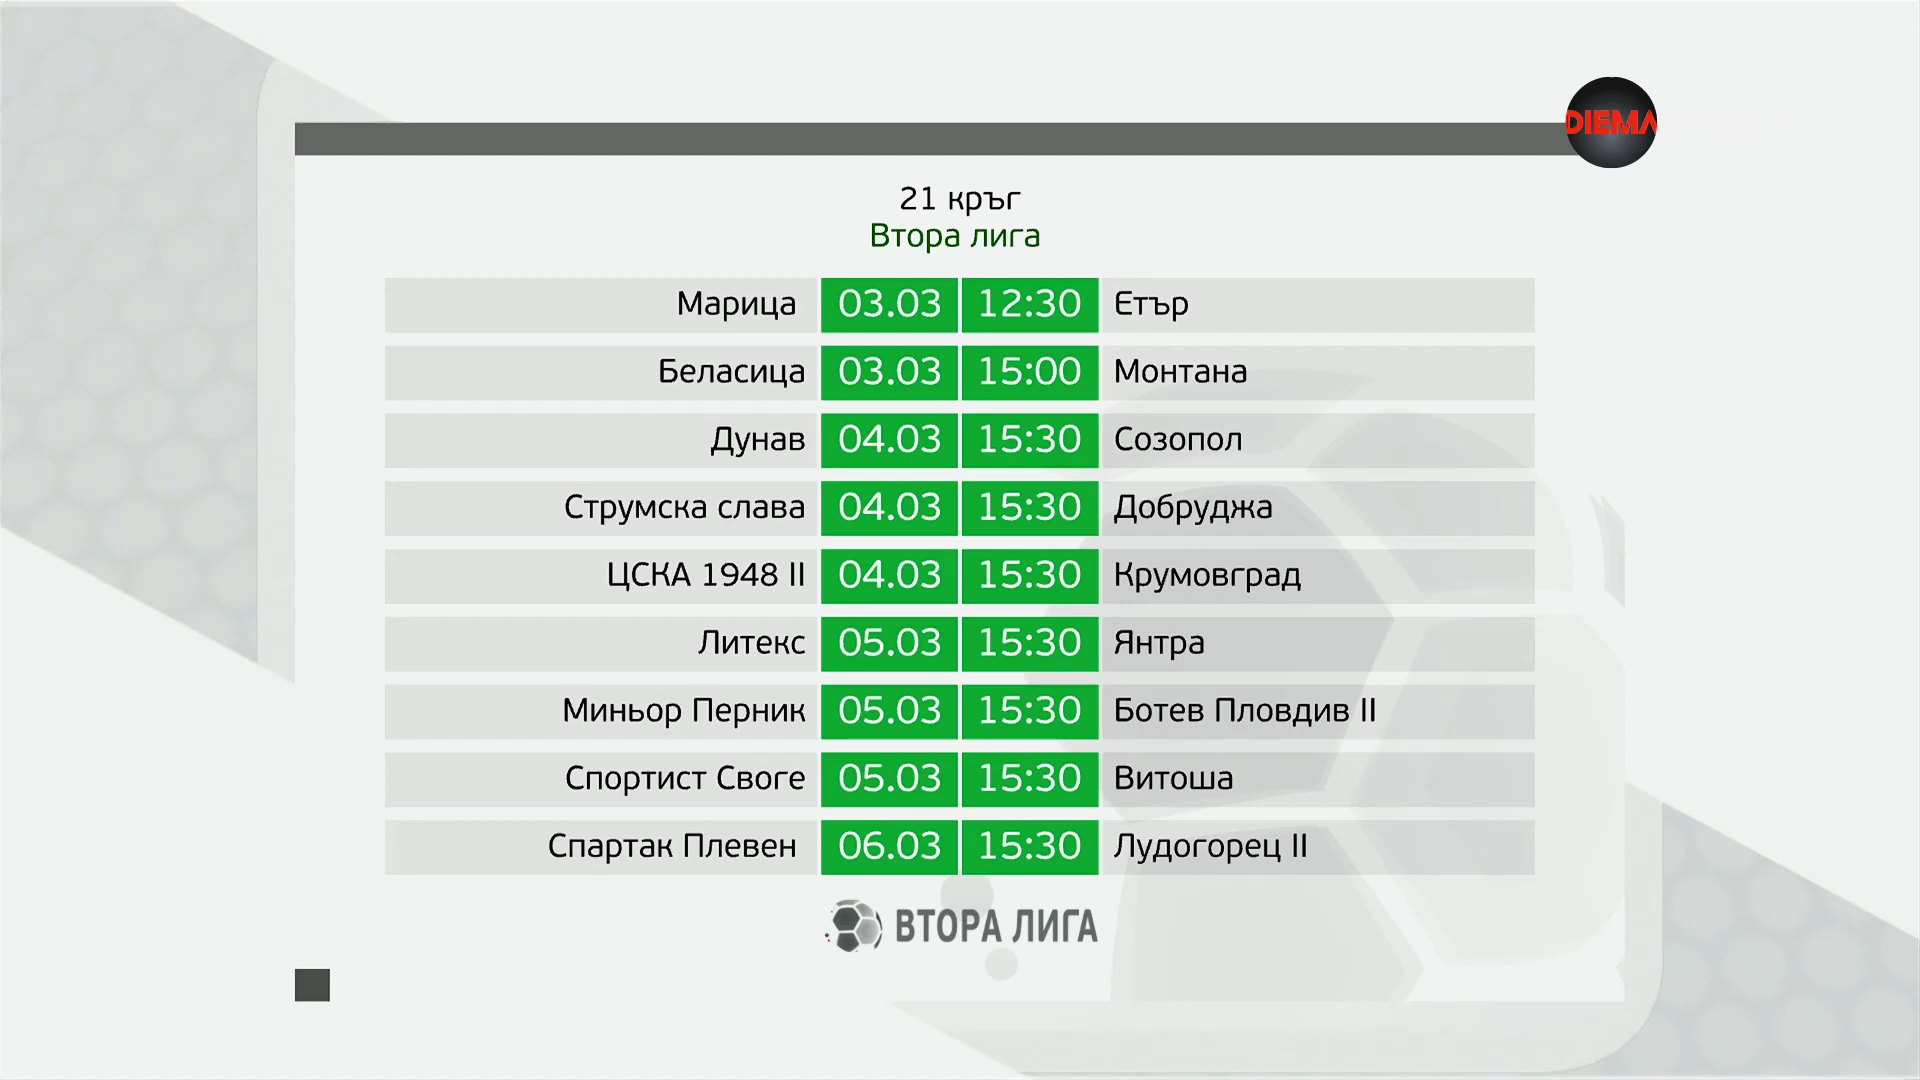 DIEMA
21 кръг
Втора лига
Марица 03.03 12:30 Етър
Беласица 03.03 15:00 Монтана
Дунав 04.03 15:30 Созопол
Струмска слава 04.03 15:30 Добруджа
ЦСКА 1948 II 04.03 15:30 Крумовград
Литекс 05.03 15:30 Янтра
Миньор Перник 05.03 15:30 Ботев Пловдив II
Спортист Своге 05.03 15:30 Витоша
Спартак Плевен 06.03 15:30 Лудогорец II
ВТОРА ЛИГА